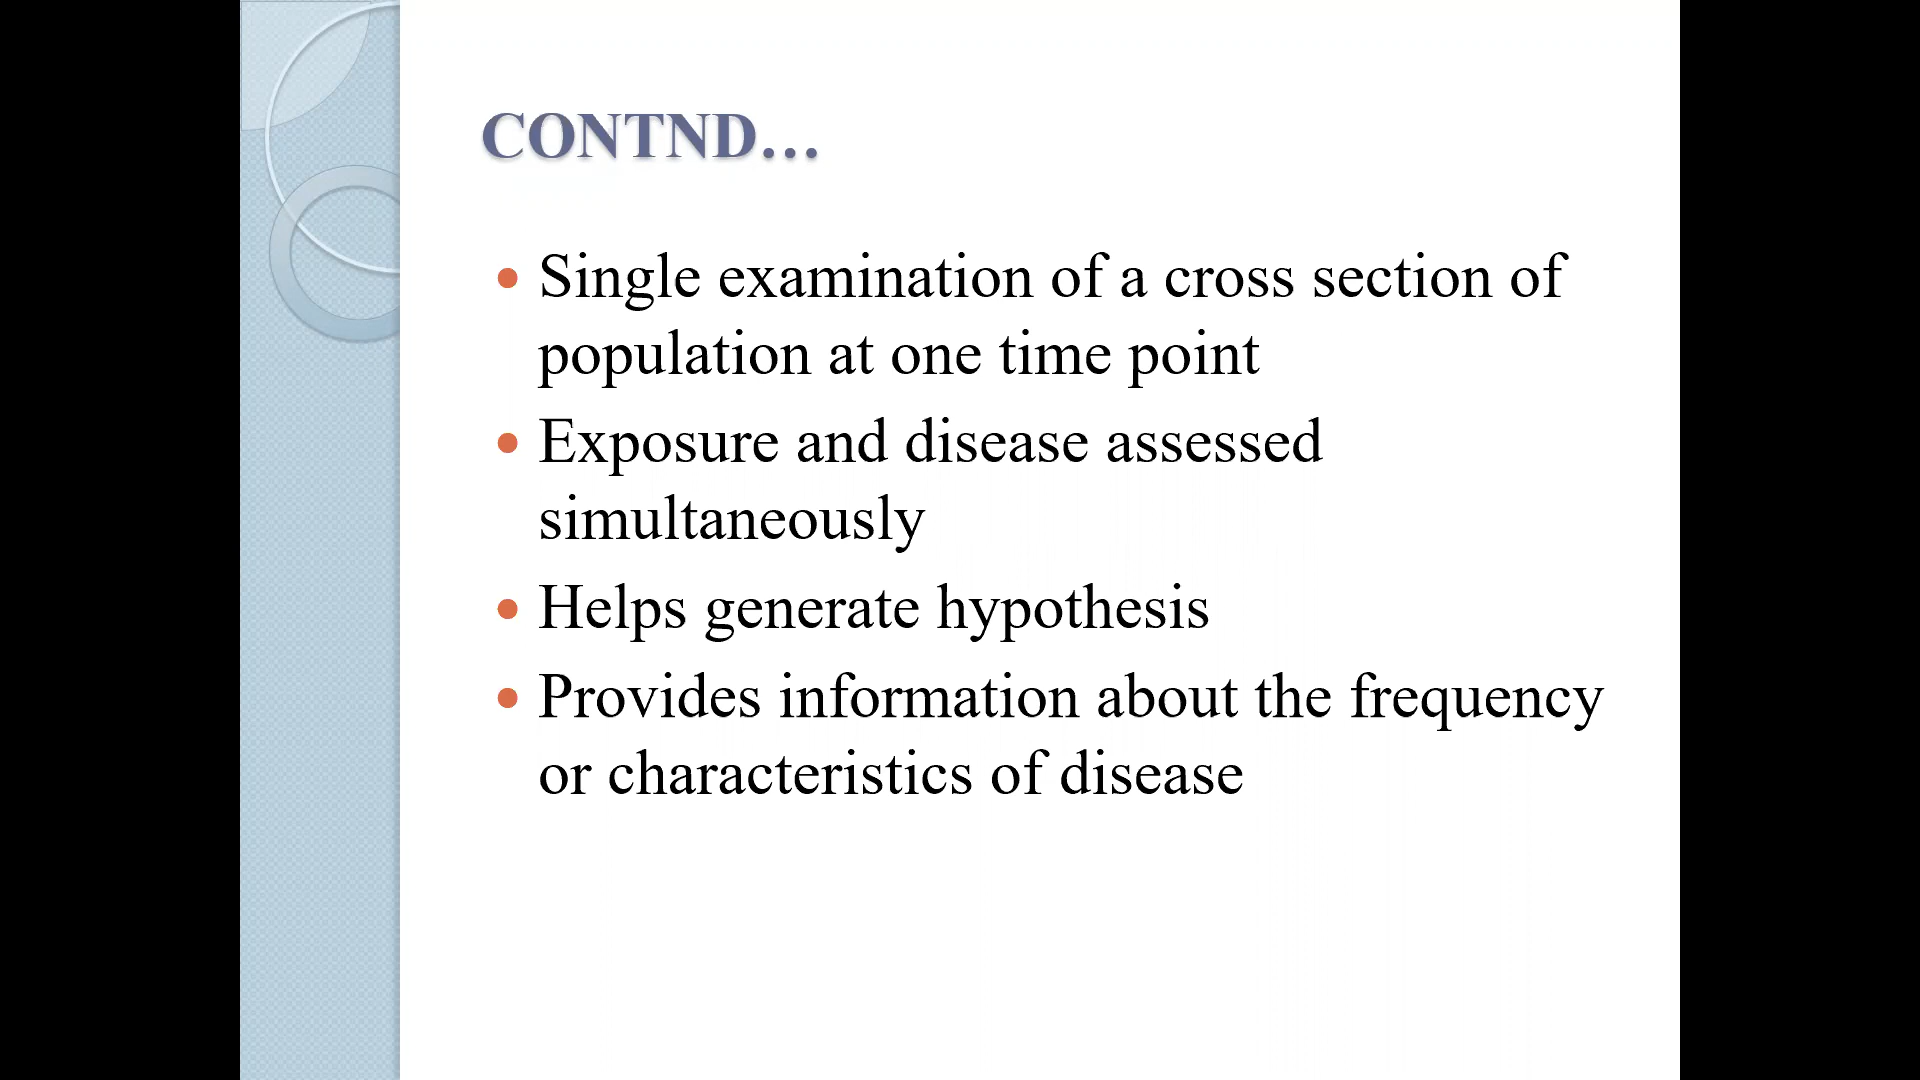 CONTND…
• Single examination of a cross section of
population at one time point
• Exposure and disease assessed
simultaneously
• Helps generate hypothesis
• Provides information about the frequency
or characteristics of disease